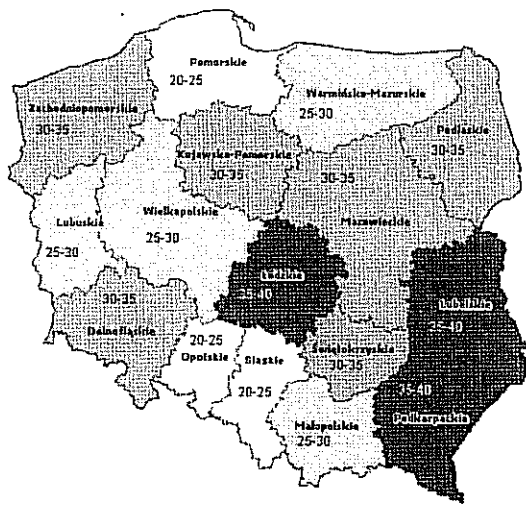 Pomorskie
20-25
Warmińsko-Mazurskie
25-30
Zachodniopomorskie
30-35
Podlaskie
30-35
Kujawsko-Pomorskie
30-35
30-35
Mazowieckie
Wielkopolskie
25-30
Lubuskie
25-30
Łódzkie
35-40
Lubelskie
35-40
30-35
Dolnośląskie
20-25
Opolskie
Śląskie
20-25
Świętokrzyskie
30-35
35-40
Podkarpackie
Małopolskie
25-30